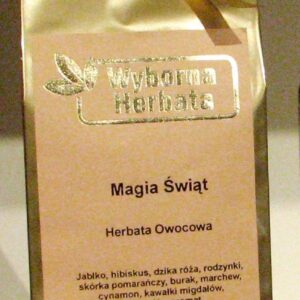 Wyborna
Herbata
Magia Świąt
Herbata Owocowa
Jabłko, hibiskus, dzika róża, rodzynki,
skórka pomarańczy, burak, marchew,
cynamon, kawałki migdałów,